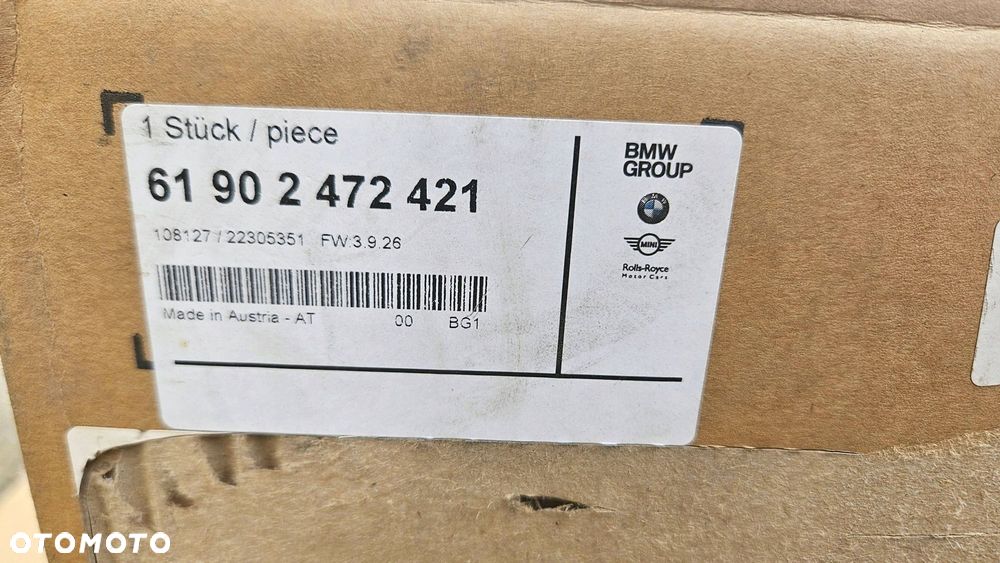 1 Stück / piece
61 90 2 472 421
108127 / 22305351 FW:3.9.26
Made in Austria - AT 00 BG1
BMW
GROUP
BMW
MINI
Rolls-Royce
Motor Cars
OTOMOTO